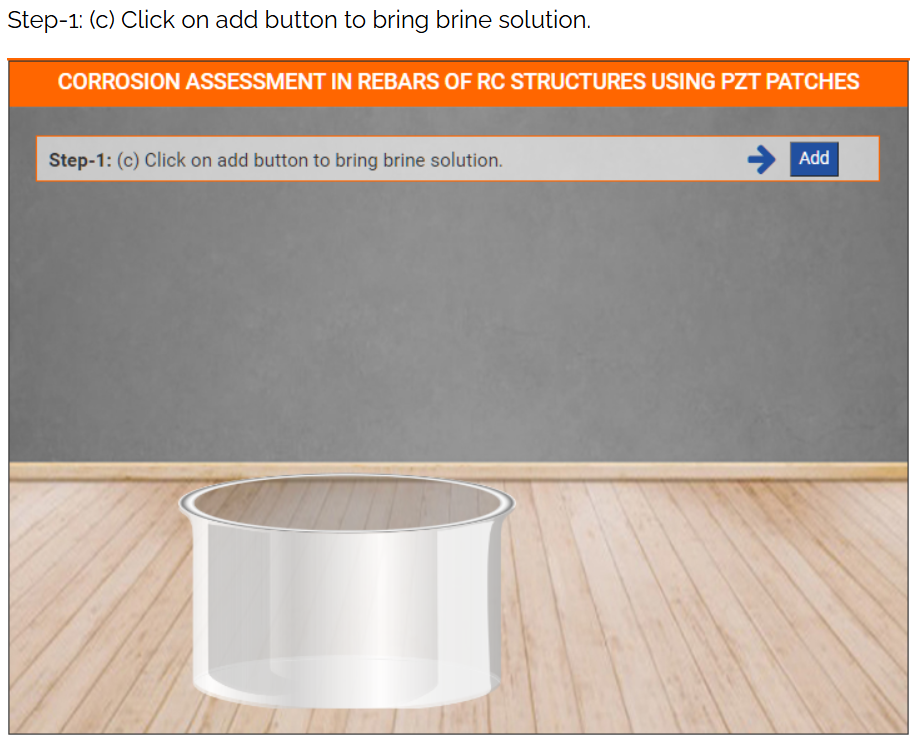 Step-1: (c) Click on add button to bring brine solution.
CORROSION ASSESSMENT IN REBARS OF RC STRUCTURES USING PZT PATCHES
Step-1: (c) Click on add button to bring brine solution.
Add